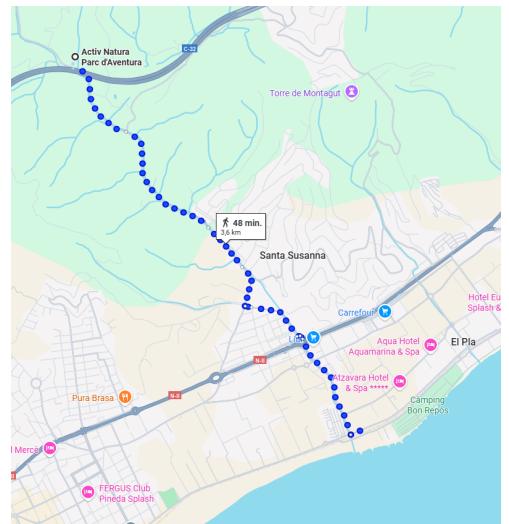 Activ Natura
Parc d'Aventura
C-32
Torre de Montagut
48 min.
3,6 km
Santa Susanna
Hotel Eu
Splash &
Carrefour
Lidl
Aqua Hotel
Aquamarina & Spa
El Pla
N-II
Atzavara Hotel
& Spa *****
N-II
Pura Brasa
Camping
Bon Repòs
l Mercè
FERGUS Club
Pineda Splash